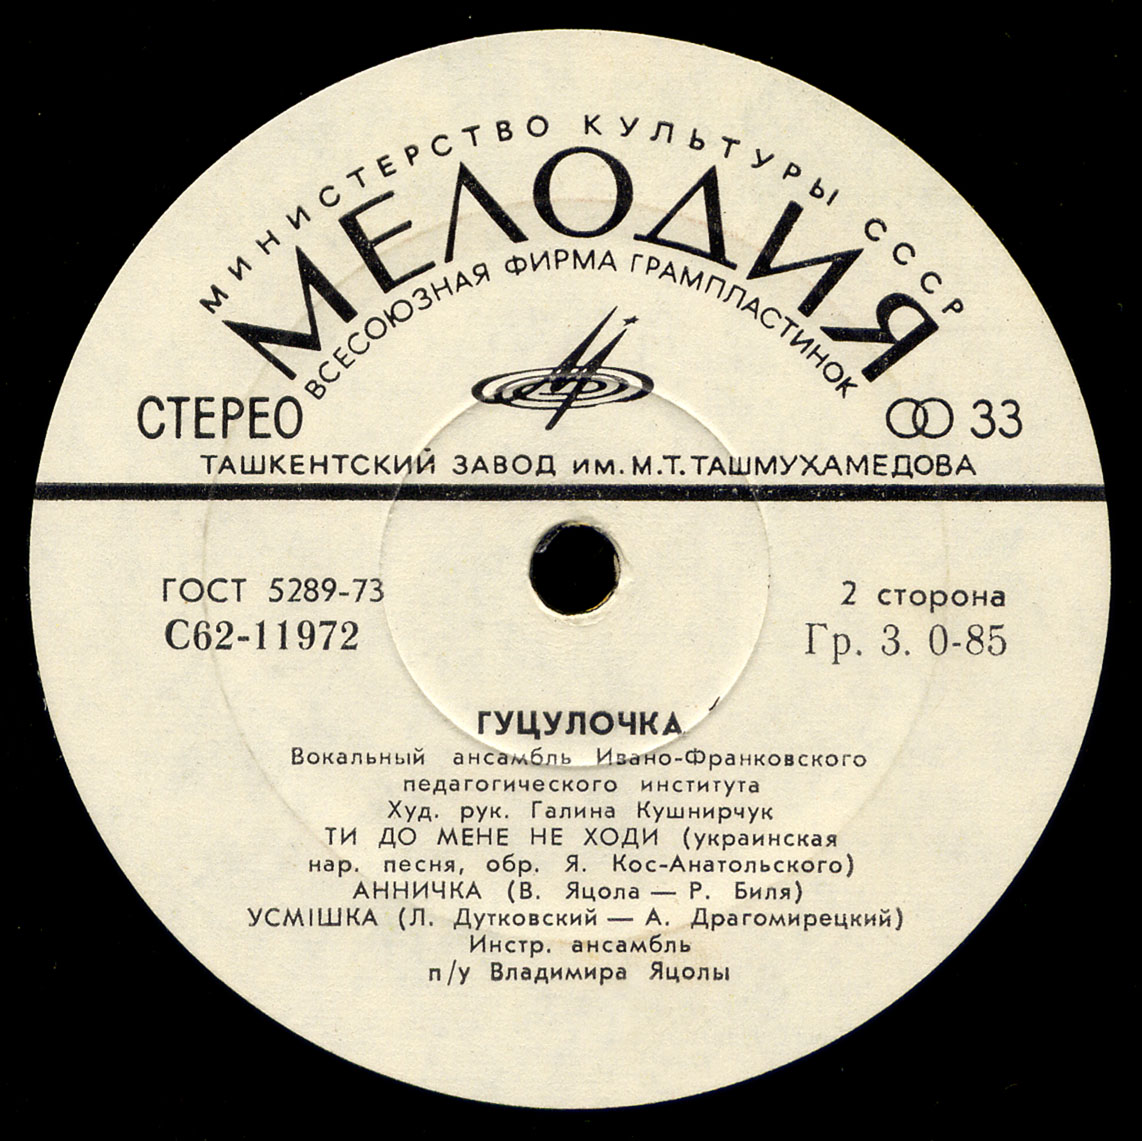 МИНИСТЕРСТВО КУЛЬТУРЫ СССР
МЕЛОДИЯ
ВСЕСОЮЗНАЯ ФИРМА ГРАМПЛАСТИНОК
СТЕРЕО
33
ТАШКЕНТСКИЙ ЗАВОД им. М.Т. ТАШМУХАМЕДОВА
ГОСТ 5289-73
2 сторона
С62-11972
Гр. 3. 0-85
ГУЦУЛОЧКА
Вокальный ансамбль Ивано-Франковского
педагогического института
Худ. рук. Галина Кушнирчук
ТИ ДО МЕНЕ НЕ ХОДИ (украинская
нар. песня, обр. Я. Кос-Анатольского)
АННИЧКА (В. Яцола — Р. Биля)
УСМІШКА (Л. Дутковский — А. Драгомирецкий)
Инстр. ансамбль
п/у Владимира Яцолы